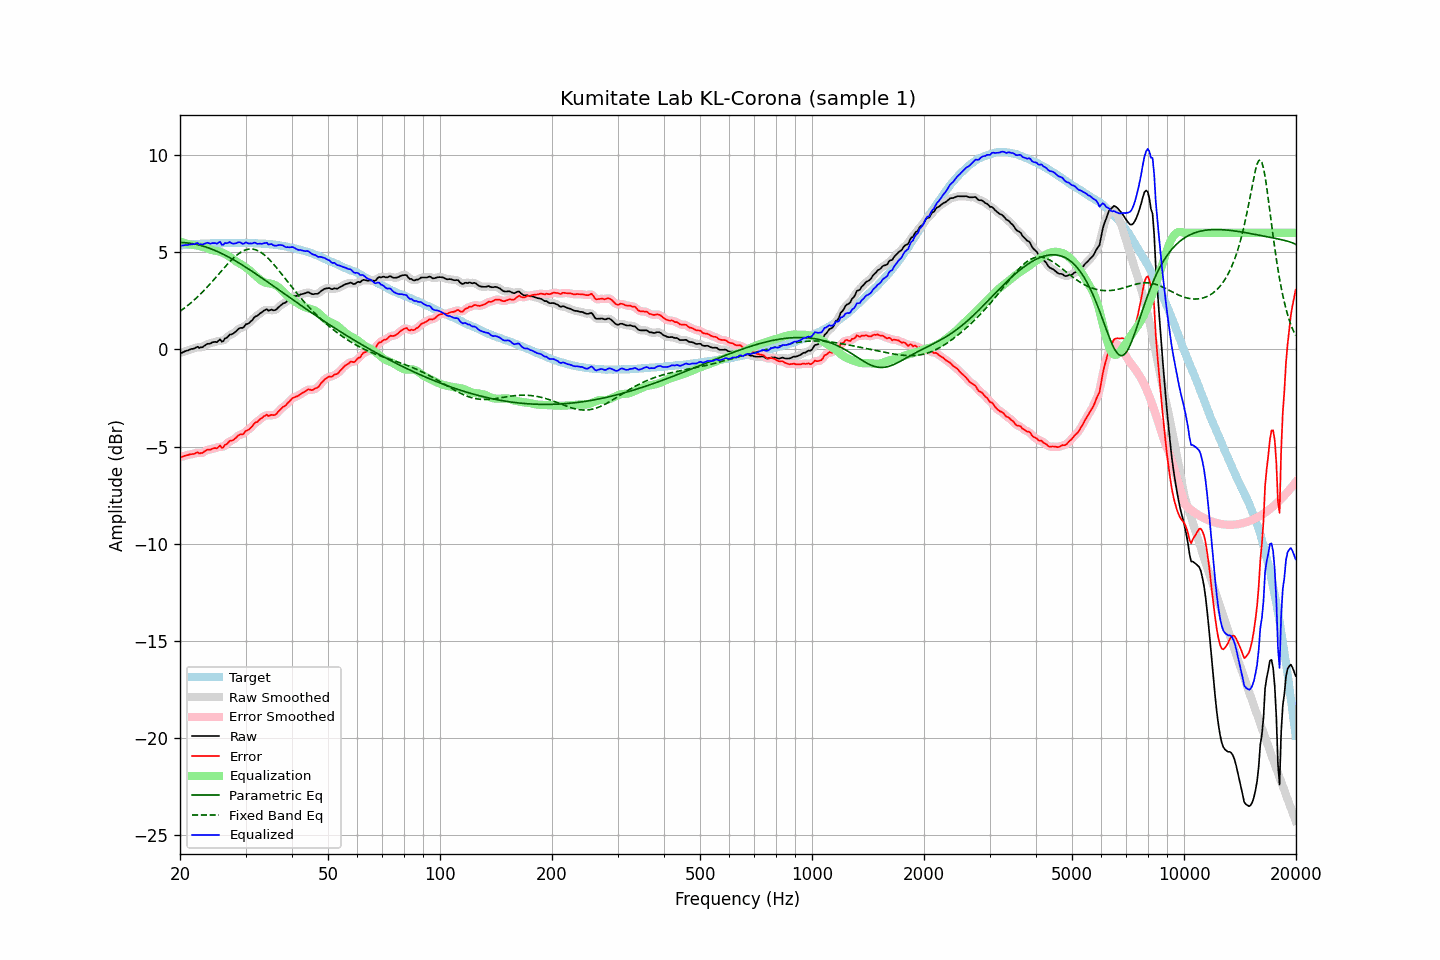 Kumitate Lab KL-Corona (sample 1)
10
5
0
−5
−10
−15
−20
−25
Amplitude (dBr)
Target
Raw Smoothed
Error Smoothed
Raw
Error
Equalization
Parametric Eq
Fixed Band Eq
Equalized
20 50 100 200 500 1000 2000 5000 10000 20000
Frequency (Hz)